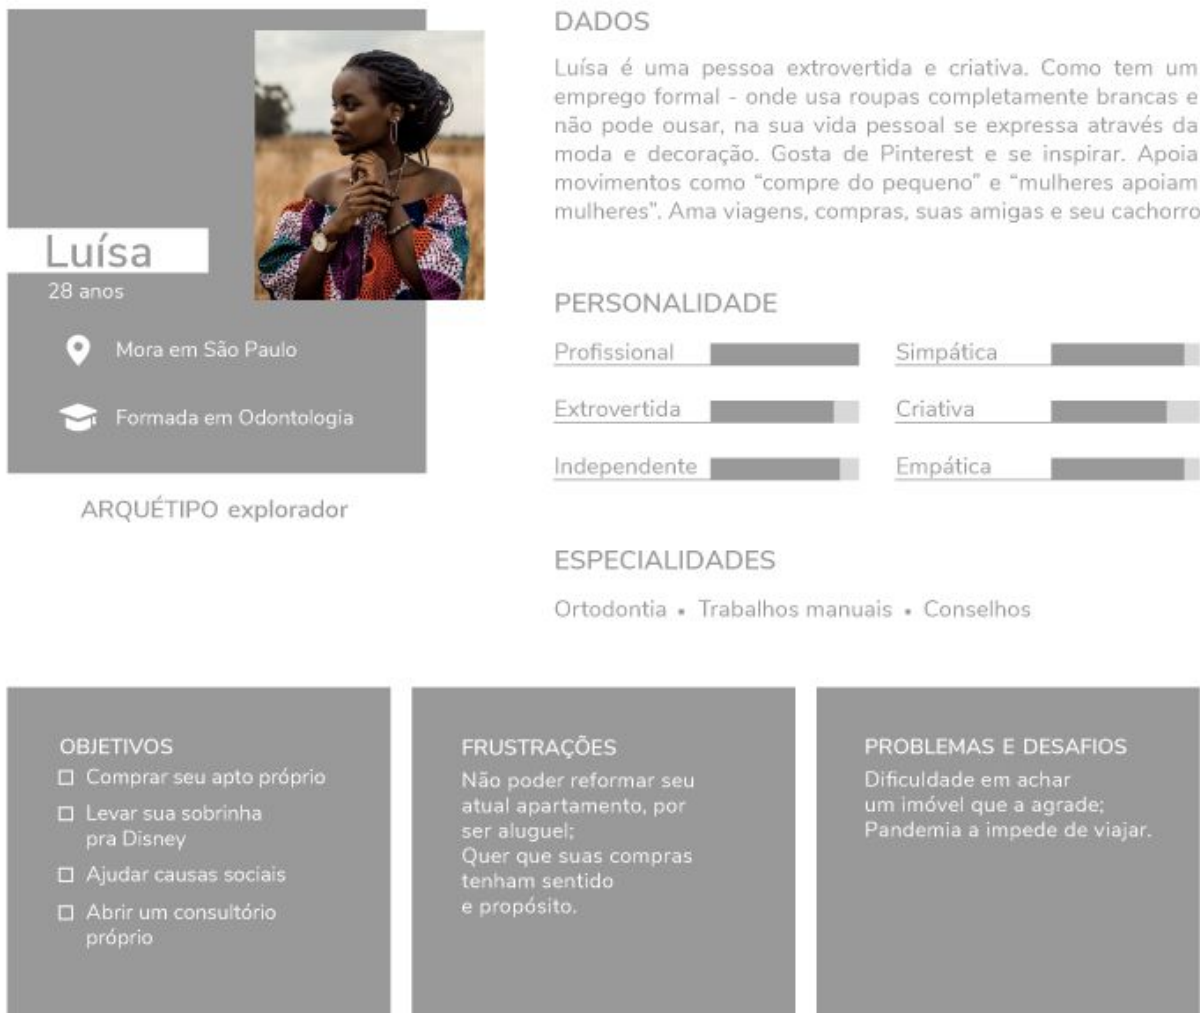 Luísa
28 anos
Mora em São Paulo
Formada em Odontologia
ARQUÉTIPO explorador
DADOS
Luísa é uma pessoa extrovertida e criativa. Como tem um
emprego formal - onde usa roupas completamente brancas e
não pode ousar, na sua vida pessoal se expressa através da
moda e decoração. Gosta de Pinterest e se inspirar. Apoia
movimentos como “compre do pequeno” e “mulheres apoiam
mulheres”. Ama viagens, compras, suas amigas e seu cachorro
PERSONALIDADE
Profissional
Simpática
Extrovertida
Criativa
Independente
Empática
ESPECIALIDADES
Ortodontia • Trabalhos manuais • Conselhos
OBJETIVOS
Comprar seu apto próprio
Levar sua sobrinha
pra Disney
Ajudar causas sociais
Abrir um consultório
próprio
FRUSTRAÇÕES
Não poder reformar seu
atual apartamento, por
ser aluguel;
Quer que suas compras
tenham sentido
e propósito.
PROBLEMAS E DESAFIOS
Dificuldade em achar
um imóvel que a agrade;
Pandemia a impede de viajar.